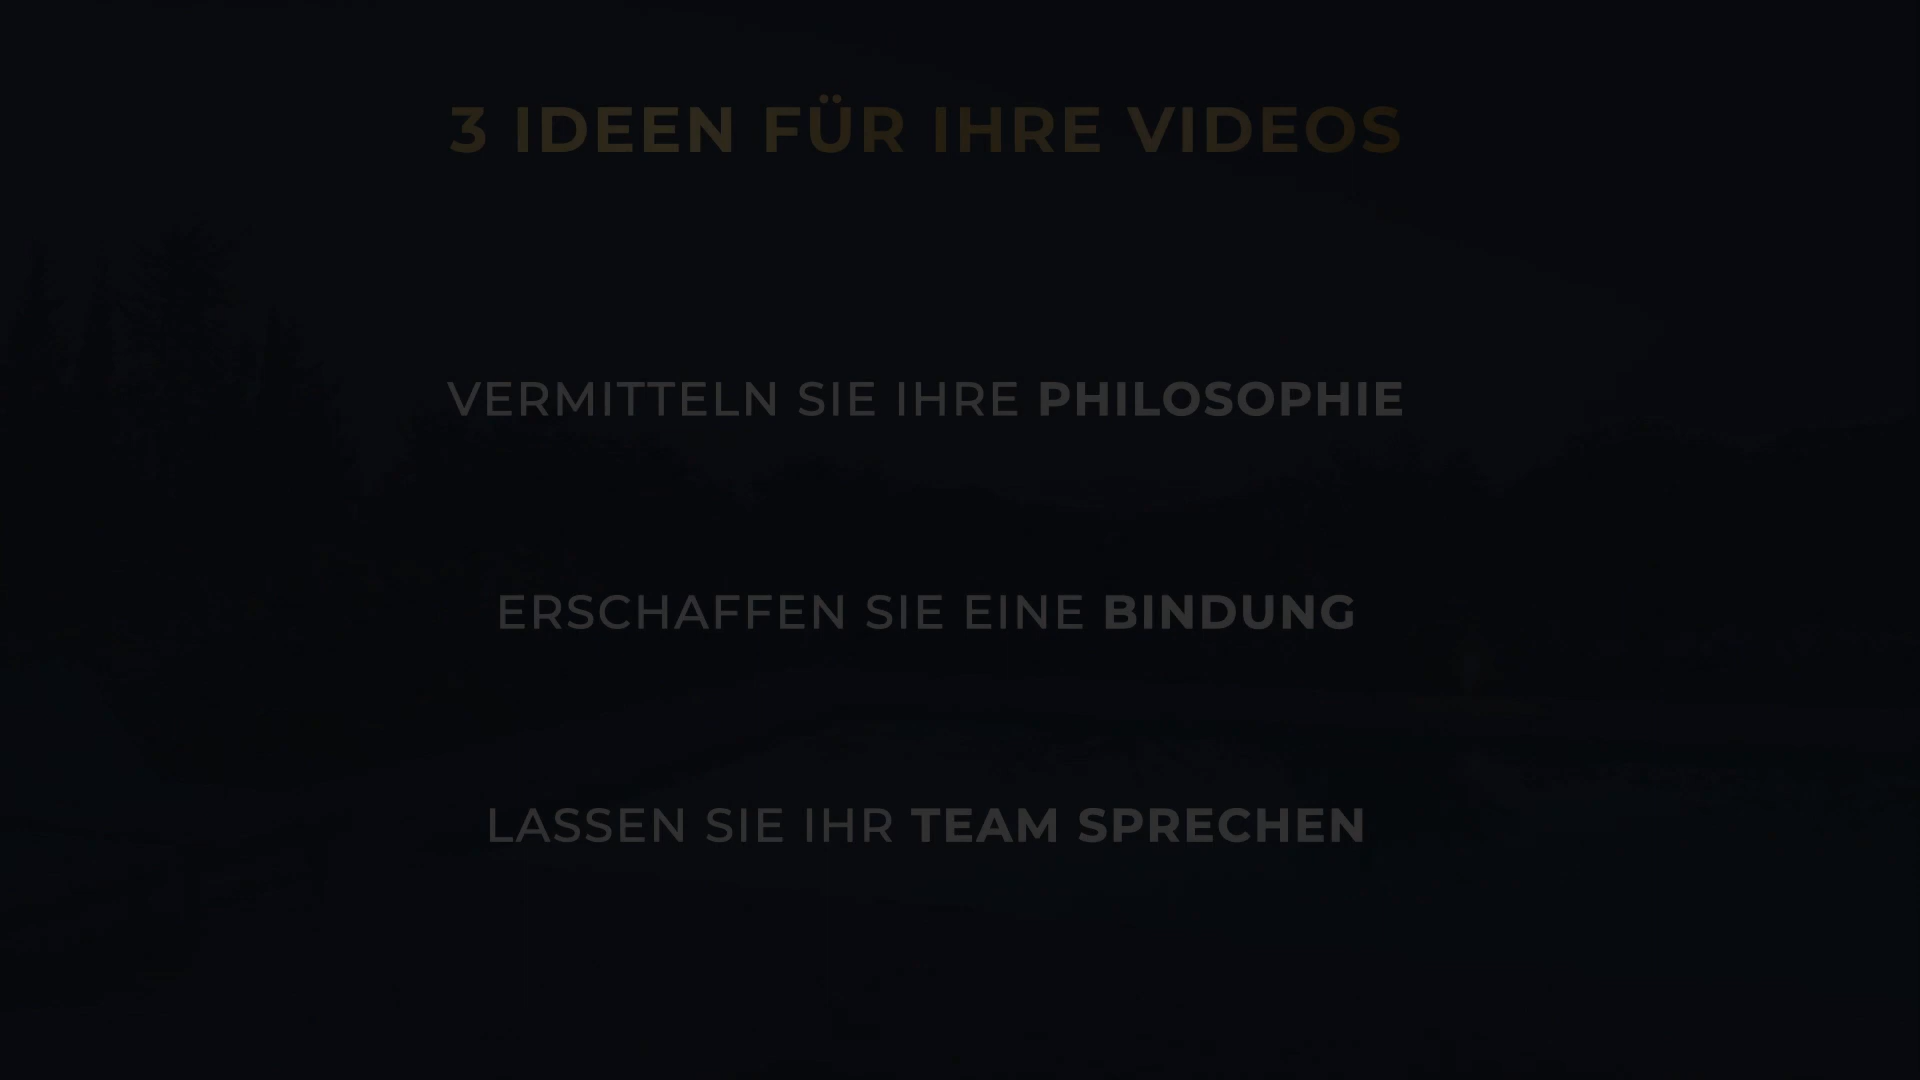 3 IDEEN FÜR IHRE VIDEOS
VERMITTELN SIE IHRE PHILOSOPHIE
ERSCHAFFEN SIE EINE BINDUNG
LASSEN SIE IHR TEAM SPRECHEN